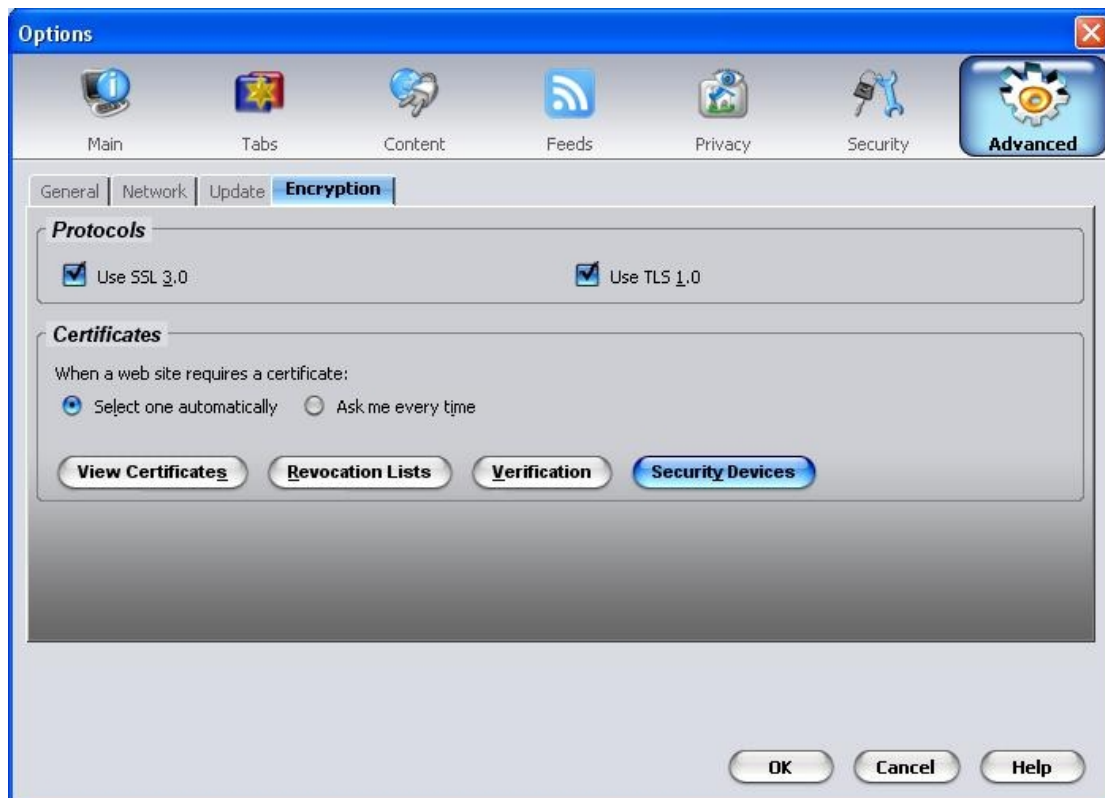 Options
Main Tabs Content Feeds Privacy Security Advanced
General Network Update Encryption
Protocols
Use SSL 3.0 Use TLS 1.0
Certificates
When a web site requires a certificate:
Select one automatically Ask me every time
View Certificates Revocation Lists Verification Security Devices
OK Cancel Help